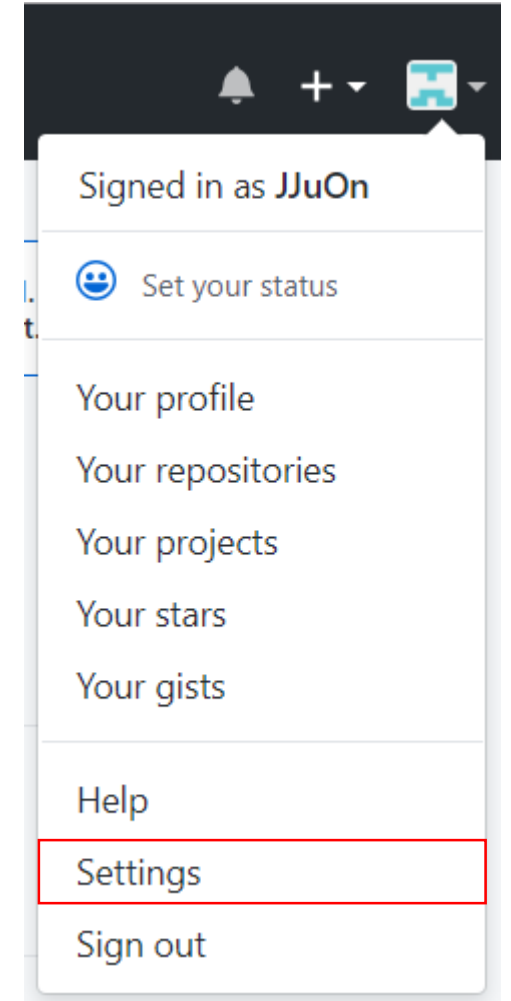 Signed in as JJuOn
Set your status
t.
Your profile
Your repositories
Your projects
Your stars
Your gists
Help
Settings
Sign out